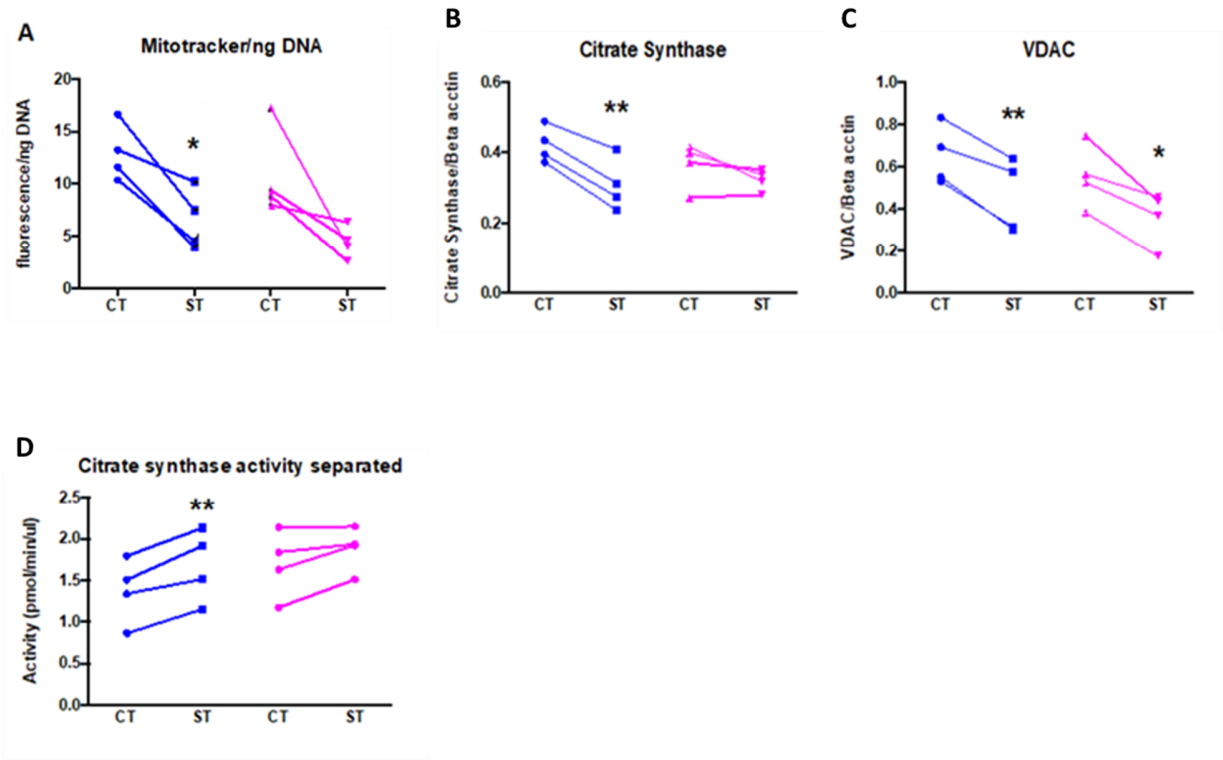 A
Mitotracker/ng DNA
fluorescence/ng DNA
20
15
10
5
0
*
CT ST CT ST
B
Citrate Synthase
Citrate Synthase/Beta acctin
0.6
0.4
0.2
0.0
**
CT ST CT ST
C
VDAC
VDAC/Beta acctin
1.0
0.8
0.6
0.4
0.2
0.0
**
*
CT ST CT ST
D
Citrate synthase activity separated
Activity (pmol/min/ul)
2.5
2.0
1.5
1.0
0.5
0.0
**
CT ST CT ST